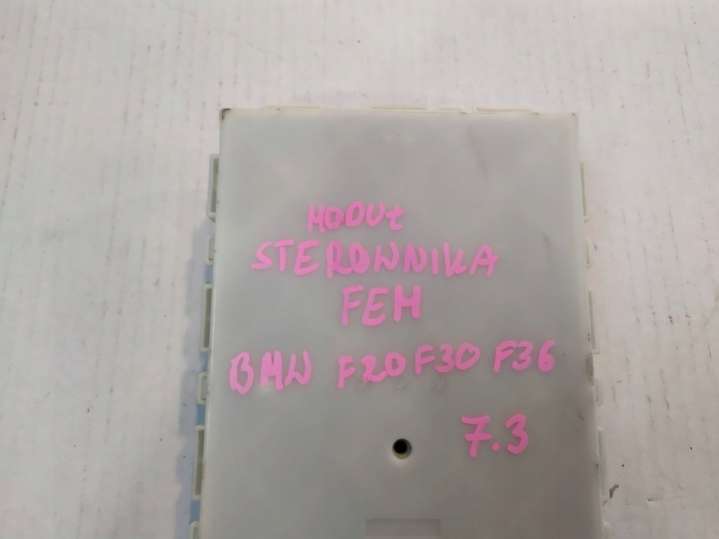 MODUŁ
STEROWNIKA
FEM
BMW F20 F30 F36
7.3